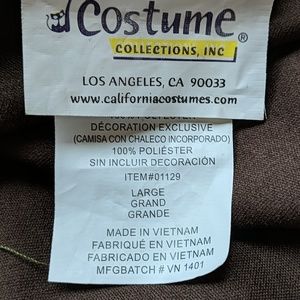 Costume
COLLECTIONS, INC ®
LOS ANGELES, CA 90033
www.californiacostumes.com
100% POLYESTER
DÉCORATION EXCLUSIVE
(CAMISA CON CHALECO INCORPORADO)
100% POLIÉSTER
SIN INCLUIR DECORACIÓN
ITEM#01129
LARGE
GRAND
GRANDE
MADE IN VIETNAM
FABRIQUÉ EN VIETNAM
FABRICADO EN VIETNAM
MFGBATCH # VN 1401